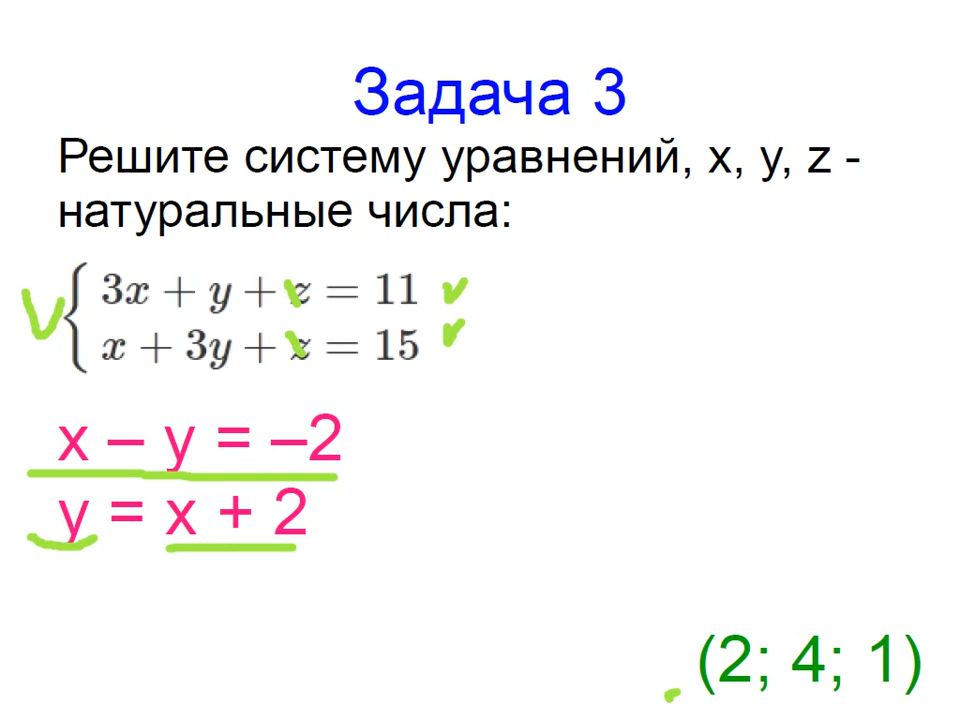 Задача 3
Решите систему уравнений, x, y, z -
натуральные числа:
3x + y + z = 11
x + 3y + z = 15
x – y = –2
y = x + 2
(2; 4; 1)